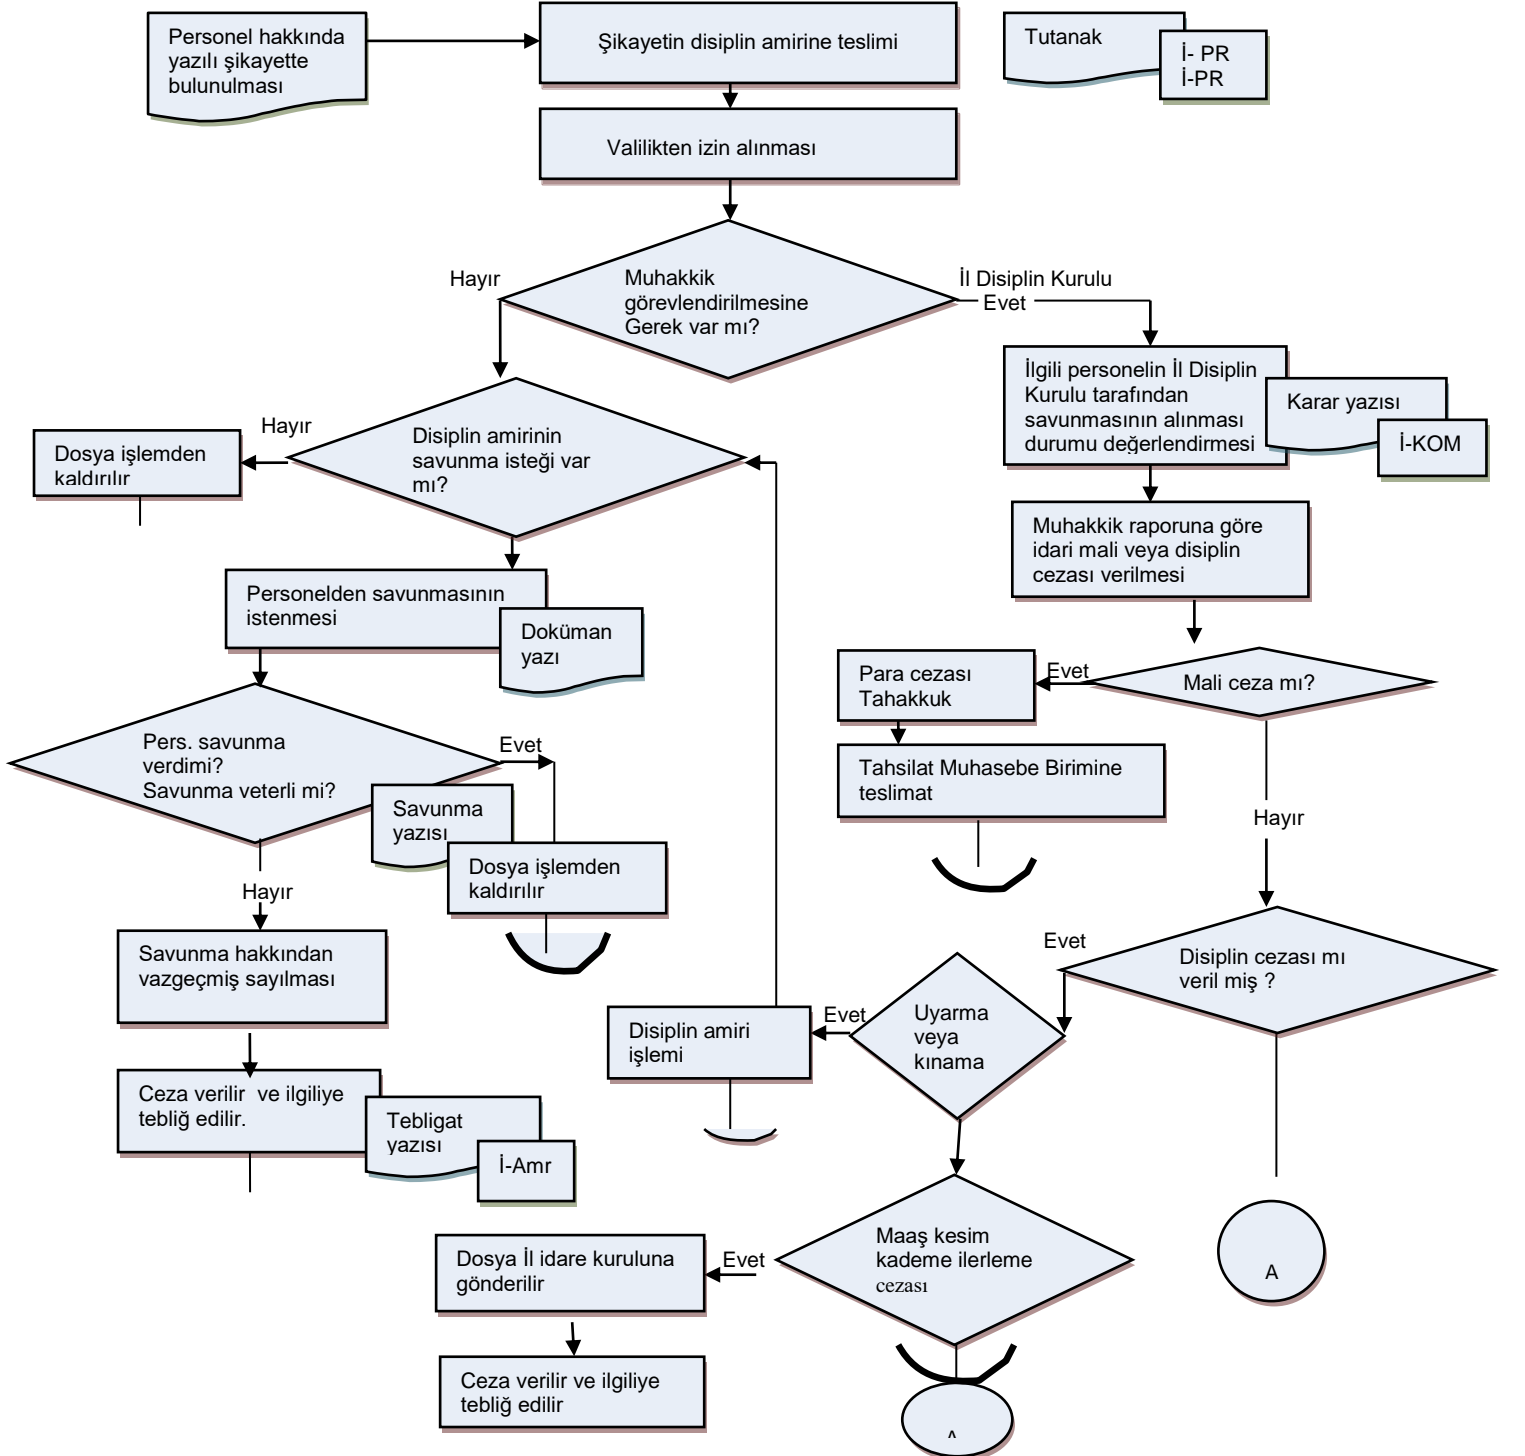 Personel hakkında
yazılı şikayette
bulunulması
Şikayetin disiplin amirine teslimi
Tutanak
İ- PR
İ-PR
Valilikten izin alınması
Hayır
Muhakkik
görevlendirilmesine
Gerek var mı?
İl Disiplin Kurulu
Evet
İlgili personelin İl Disiplin
Kurulu tarafından
savunmasının alınması
durumu değerlendirmesi
Karar yazısı
İ-KOM
Hayır
Disiplin amirinin
savunma isteği var
mı?
Dosya işlemden
kaldırılır
Muhakkik raporuna göre
idari mali veya disiplin
cezası verilmesi
Personelden savunmasının
istenmesi
Doküman
yazı
Para cezası
Tahakkuk
Evet
Mali ceza mı?
Pers. savunma
verdimi?
Savunma veterli mi?
Evet
Tahsilat Muhasebe Birimine
teslimat
Savunma
yazısı
Hayır
Dosya işlemden
kaldırılır
Hayır
Savunma hakkından
vazgeçmiş sayılması
Evet
Disiplin cezası mı
veril miş ?
Disiplin amiri
işlemi
Evet
Uyarma
veya
kınama
Ceza verilir  ve ilgiliye
tebliğ edilir.
Tebligat
yazısı
İ-Amr
Dosya İl idare kuruluna
gönderilir
Evet
Maaş kesim
kademe ilerleme
cezası
A
Ceza verilir ve ilgiliye
tebliğ edilir